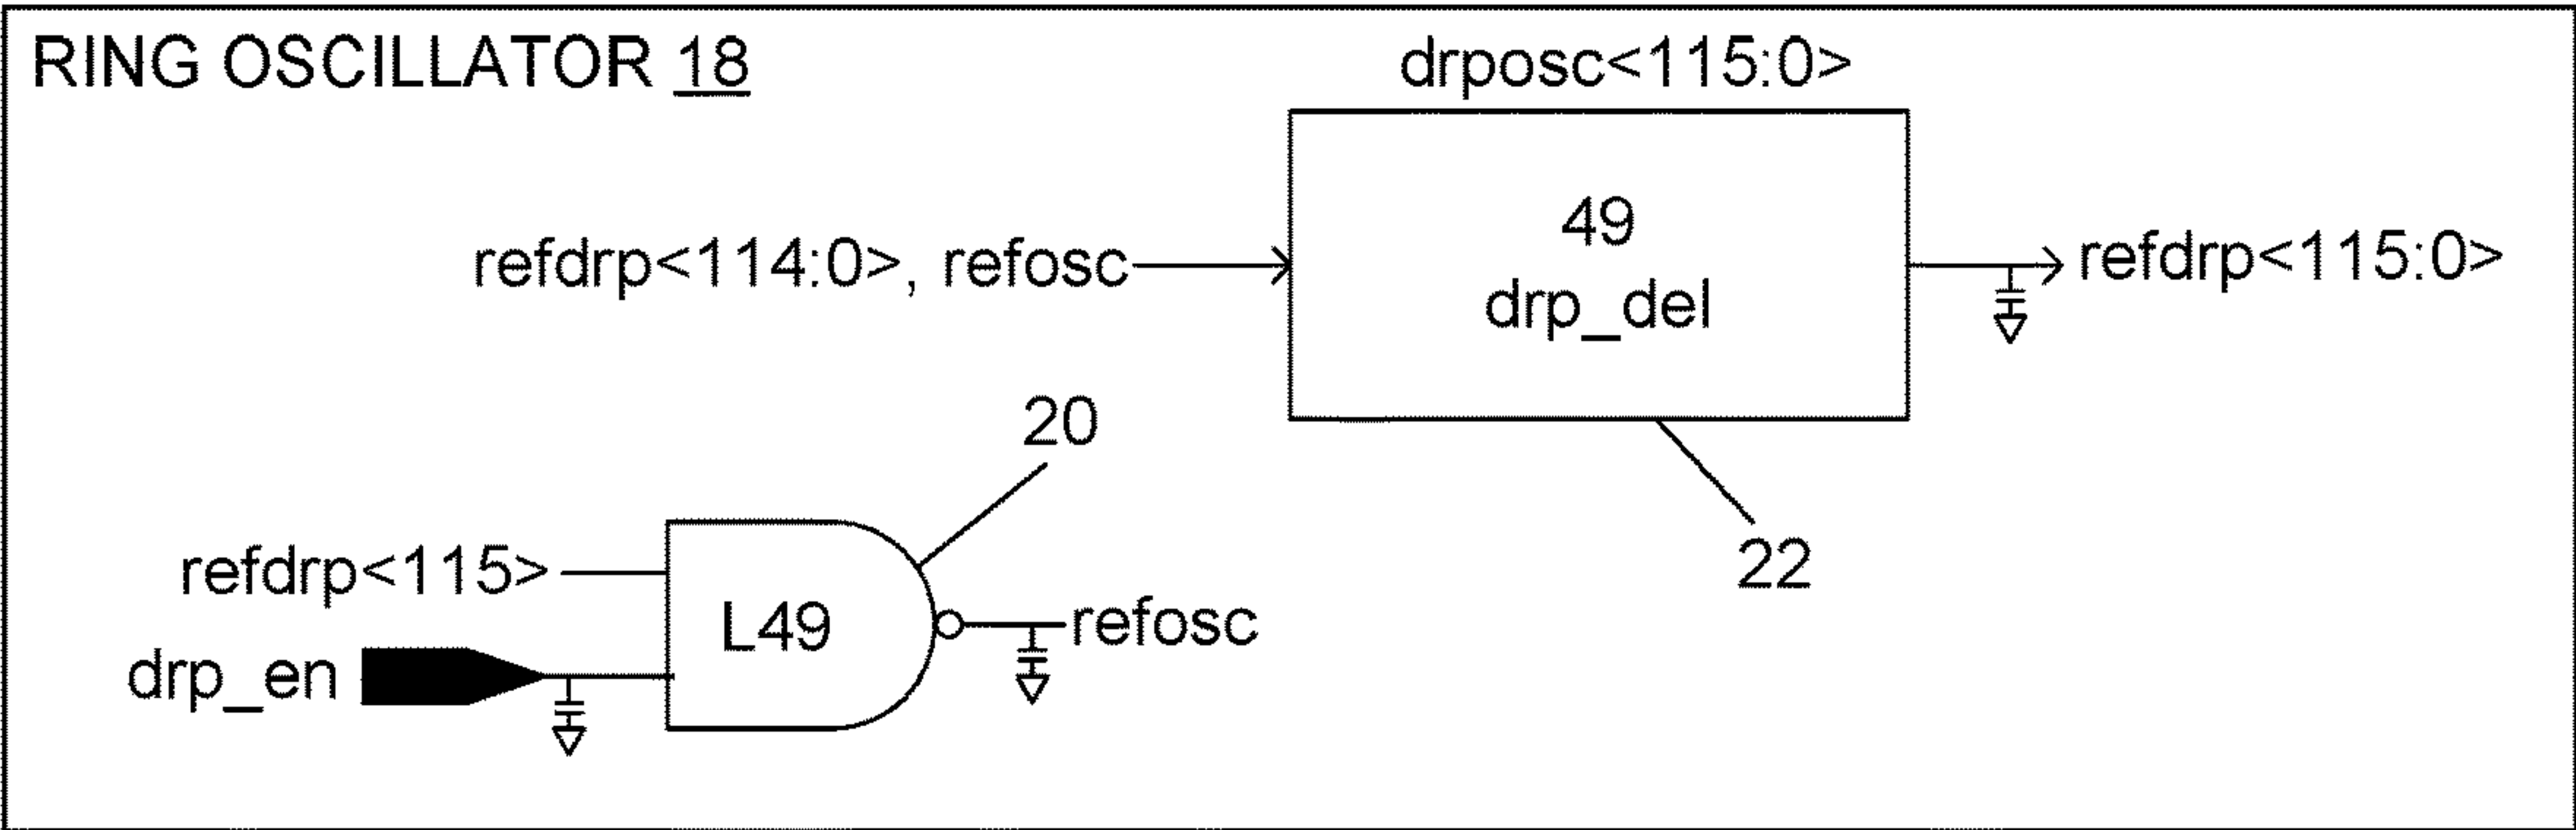 RING OSCILLATOR 18
drposc<115:0>
refdrp<114:0>, refosc
49
drp_del
refdrp<115:0>
20
22
refdrp<115>
L49
refosc
drp_en